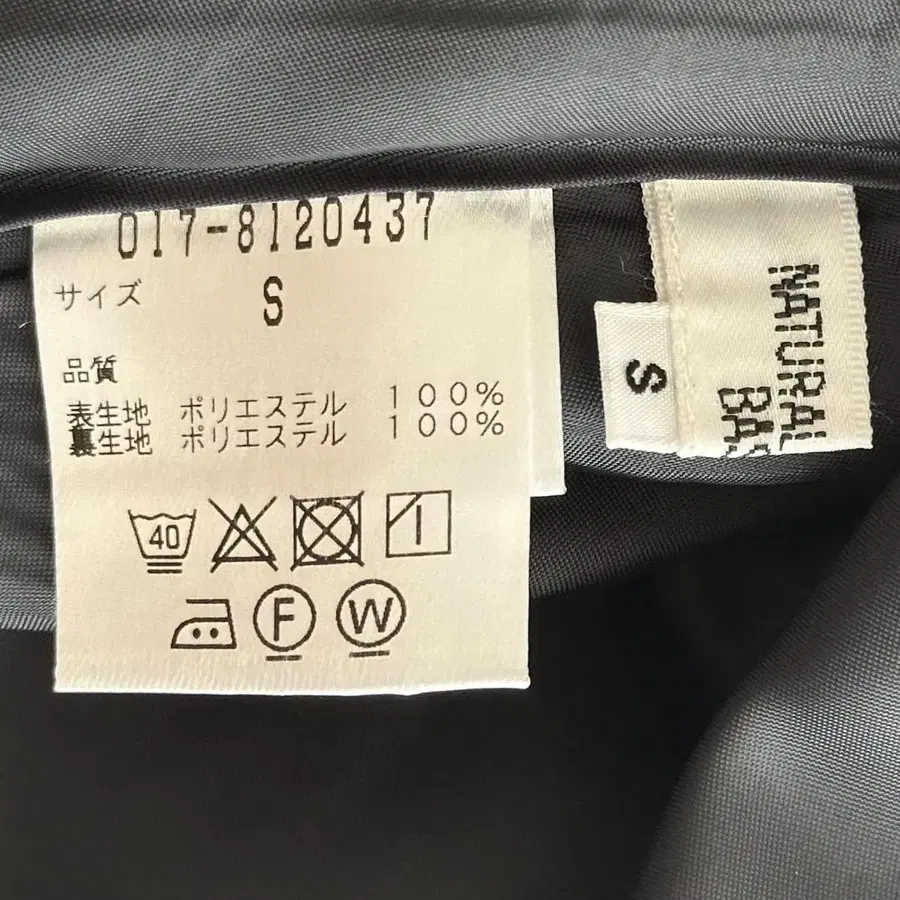 017-8120437
サイズ S
品質
表生地 ポリエステル 100%
裏生地 ポリエステル 100%
40
F W
S
NATURAL